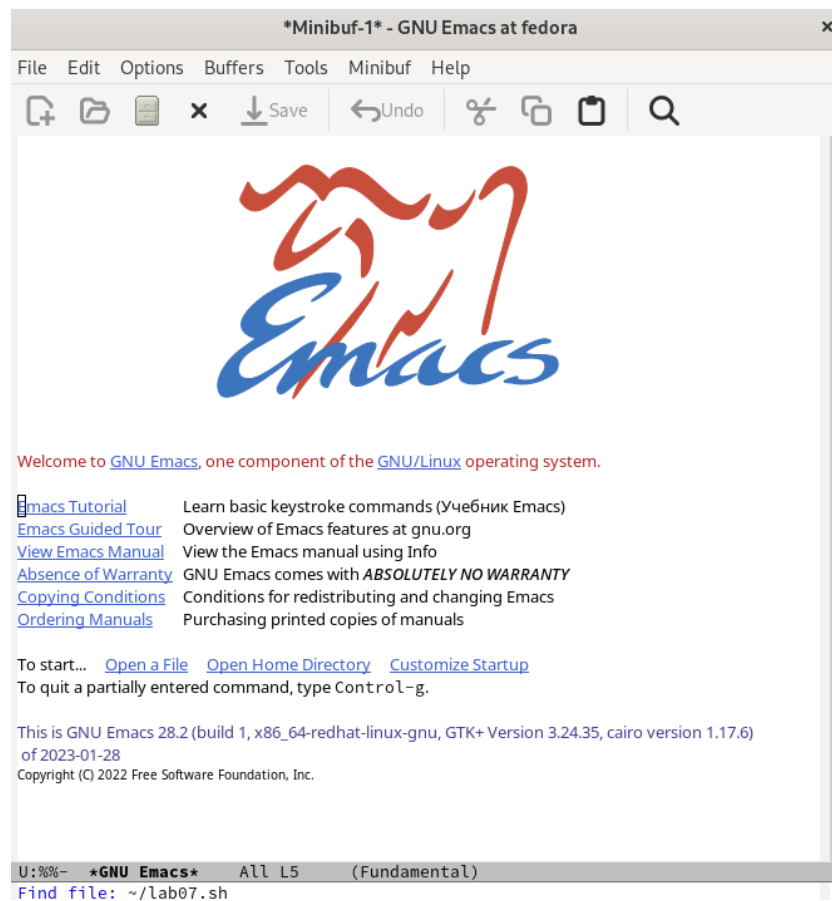 *Minibuf-1* - GNU Emacs at fedora ×
File Edit Options Buffers Tools Minibuf Help
Save Undo
Emacs
Welcome to GNU Emacs, one component of the GNU/Linux operating system.
Emacs Tutorial Learn basic keystroke commands (Учебник Emacs)
Emacs Guided Tour Overview of Emacs features at gnu.org
View Emacs Manual View the Emacs manual using Info
Absence of Warranty GNU Emacs comes with ABSOLUTELY NO WARRANTY
Copying Conditions Conditions for redistributing and changing Emacs
Ordering Manuals Purchasing printed copies of manuals
To start... Open a File Open Home Directory Customize Startup
To quit a partially entered command, type Control-g.
This is GNU Emacs 28.2 (build 1, x86_64-redhat-linux-gnu, GTK+ Version 3.24.35, cairo version 1.17.6)
of 2023-01-28
Copyright (C) 2022 Free Software Foundation, Inc.
U:%%- *GNU Emacs* All L5 (Fundamental)
Find file: ~/lab07.sh